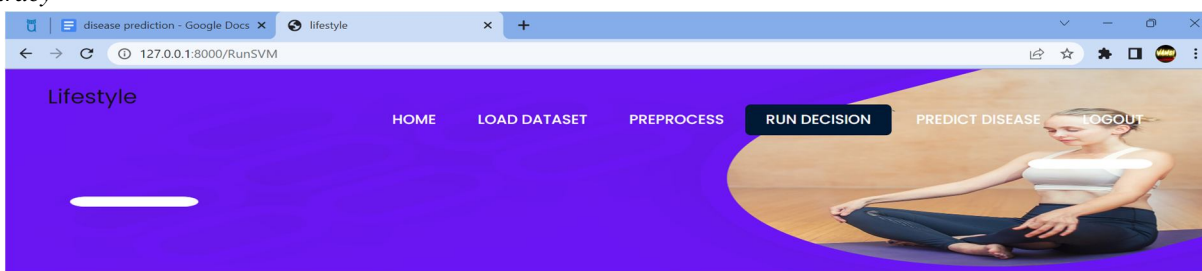 disease prediction - Google Docs
lifestyle
127.0.0.1:8000/RunSVM
Lifestyle
HOME LOAD DATASET PREPROCESS RUN DECISION PREDICT DISEASE LOGOUT